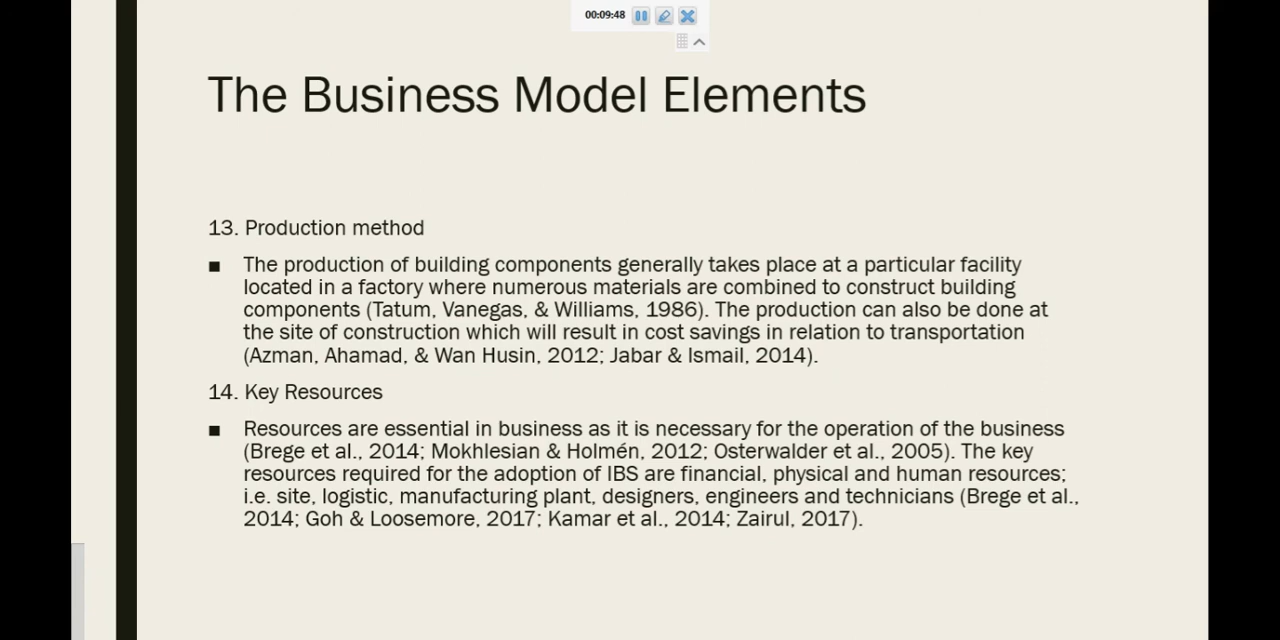 00:09:48
The Business Model Elements
13. Production method
■ The production of building components generally takes place at a particular facility
located in a factory where numerous materials are combined to construct building
components (Tatum, Vanegas, & Williams, 1986). The production can also be done at
the site of construction which will result in cost savings in relation to transportation
(Azman, Ahamad, & Wan Husin, 2012; Jabar & Ismail, 2014).
14. Key Resources
■ Resources are essential in business as it is necessary for the operation of the business
(Brege et al., 2014; Mokhlesian & Holmén, 2012; Osterwalder et al., 2005). The key
resources required for the adoption of IBS are financial, physical and human resources;
i.e. site, logistic, manufacturing plant, designers, engineers and technicians (Brege et al.,
2014; Goh & Loosemore, 2017; Kamar et al., 2014; Zairul, 2017).